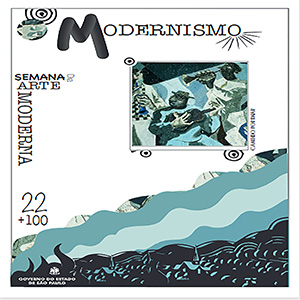 MODERNISMO
SEMANA DE
ARTE
MODERNA
CANDIDO PORTINARI
22
+100
GOVERNO DO ESTADO
DE SÃO PAULO